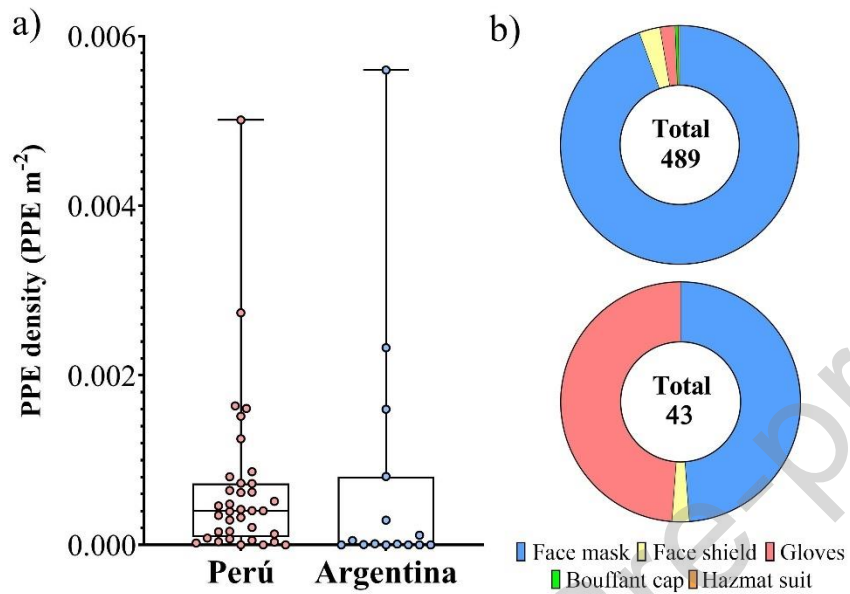 a)
PPE density (PPE m⁻²)
0.006
0.004
0.002
0.000
Perú Argentina
b)
Total
489
Total
43
Face mask Face shield Gloves
Bouffant cap Hazmat suit